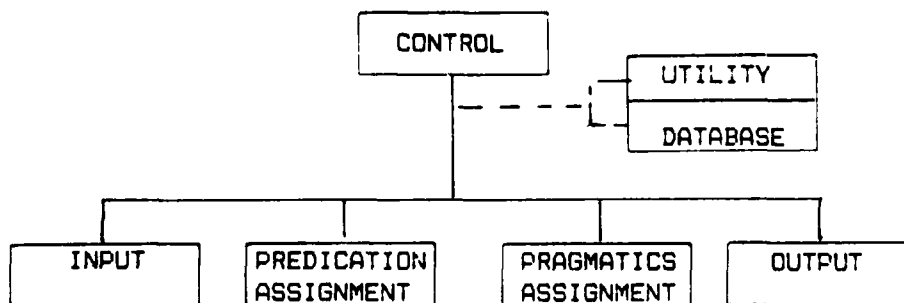 CONTROL
UTILITY
DATABASE
INPUT
PREDICATION
ASSIGNMENT
PRAGMATICS
ASSIGNMENT
OUTPUT